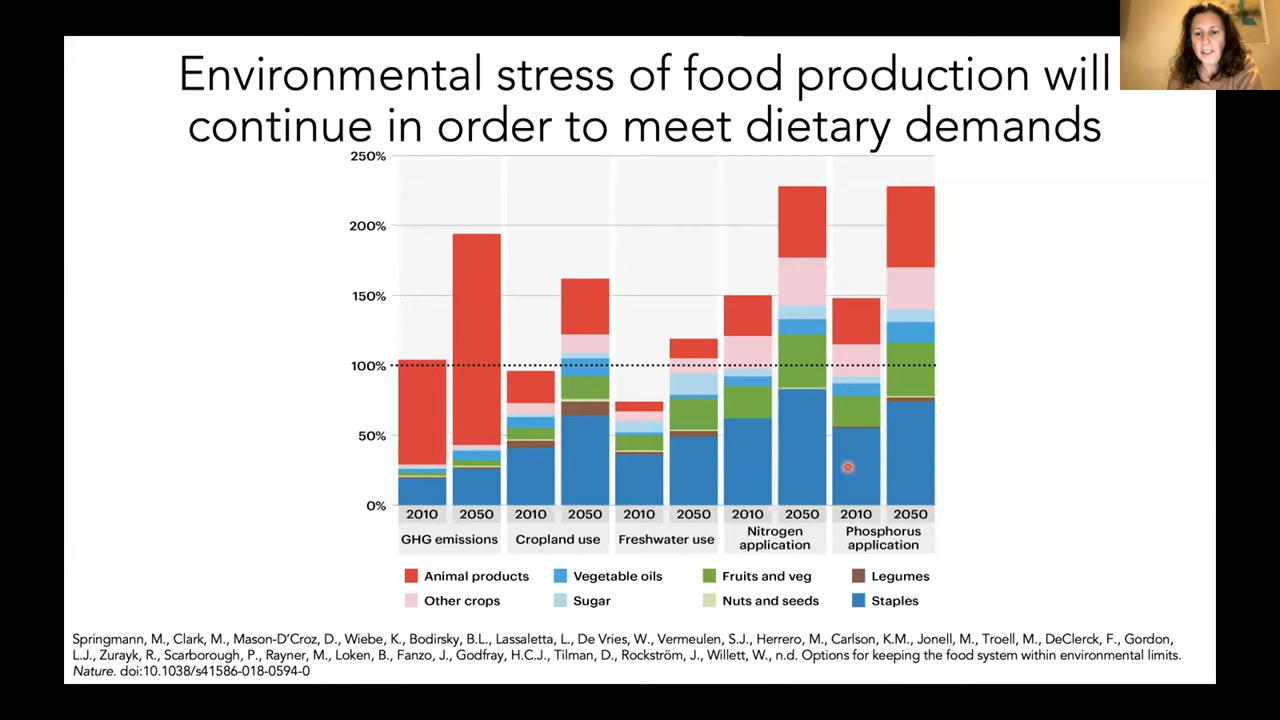 Environmental stress of food production will
continue in order to meet dietary demands
250%
200%
150%
100%
50%
0%
2010 2050 2010 2050 2010 2050 2010 2050 2010 2050
GHG emissions Cropland use Freshwater use Nitrogen application Phosphorus application
Animal products Vegetable oils Fruits and veg Legumes
Other crops Sugar Nuts and seeds Staples
Springmann, M., Clark, M., Mason-D'Croz, D., Wiebe, K., Bodirsky, B.L., Lassaletta, L., De Vries, W., Vermeulen, S.J., Herrero, M., Carlson, K.M., Jonell, M., Troell, M., DeClerck, F., Gordon,
L.J., Zurayk, R., Scarborough, P., Rayner, M., Loken, B., Fanzo, J., Godfray, H.C.J., Tilman, D., Rockström, J., Willett, W., n.d. Options for keeping the food system within environmental limits.
Nature. doi:10.1038/s41586-018-0594-0